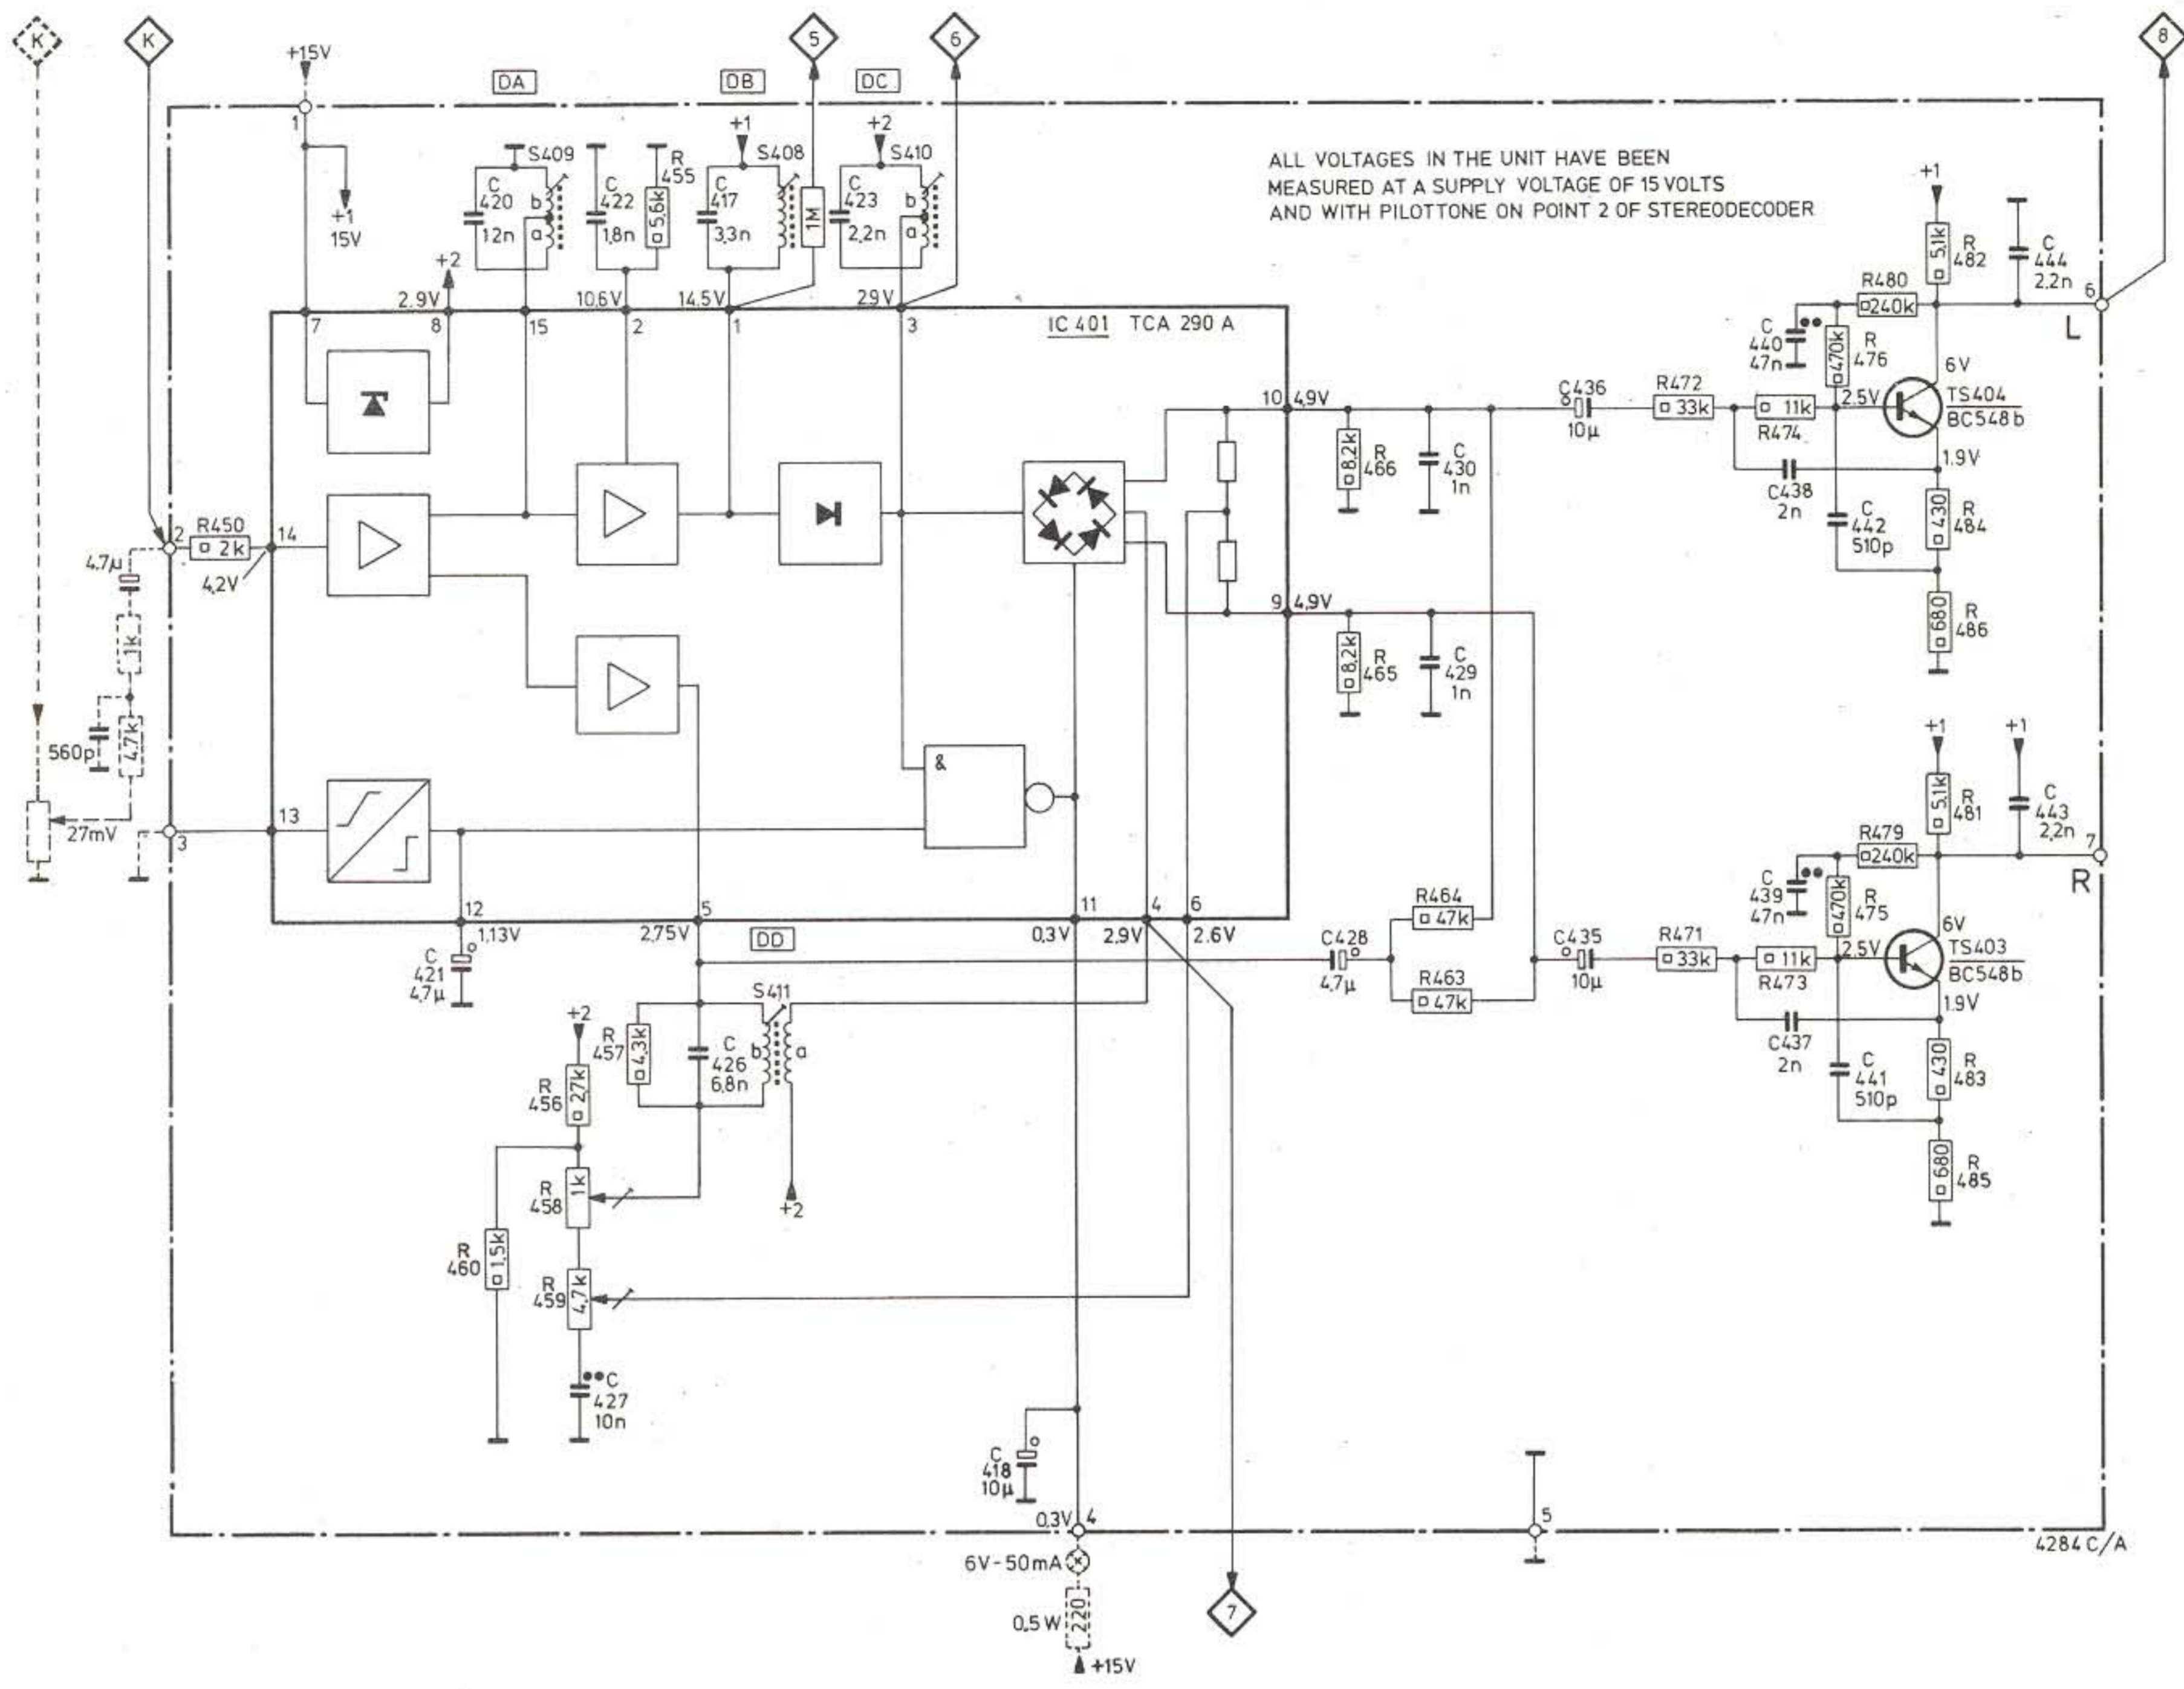 K
K
5
6
8
+15V
DA
DB
DC
1
+1
15V
S409
C
420
12n
b
a
C
422
1,8n
R
455
5,6k
+1
S408
C
417
3,3n
1M
+2
S410
C
423
2,2n
b
a
ALL VOLTAGES IN THE UNIT HAVE BEEN
MEASURED AT A SUPPLY VOLTAGE OF 15 VOLTS
AND WITH PILOTTONE ON POINT 2 OF STEREODECODER
+1
5,1k
R
482
C
444
2,2n
6
L
R480
240k
C
440
47n
470k
R
476
6V
2.5V
TS404
BC548b
1.9V
+2
2.9V
10,6V
14.5V
2.9V
7
8
15
2
1
3
IC 401 TCA 290 A
10
4,9V
8,2k
R
466
C
430
1n
C436
10µ
R472
33k
11k
R474
C438
2n
C
442
510p
430
R
484
680
R
486
2
R450
2k
14
4,2V
4,7µ
1k
560p
4,7k
27mV
3
13
&
9
4,9V
8,2k
R
465
C
429
1n
+1
+1
5,1k
R
481
C
443
2,2n
7
R
R479
240k
C
439
47n
470k
R
475
6V
2.5V
TS403
BC548b
1.9V
12
1,13V
5
2,75V
DD
11
0,3V
4
2.9V
6
2.6V
C
421
4,7µ
C428
4,7µ
R464
47k
R463
47k
C435
10µ
R471
33k
11k
R473
C437
2n
C
441
510p
430
R
483
680
R
485
S411
R
457
4,3k
C
426
6,8n
b
a
+2
+2
R
456
2,7k
R
458
1k
R
460
1,5k
R
459
4,7k
C
427
10n
C
418
10µ
0,3V
4
5
4284 C/A
6V-50mA
0,5 W
220
+15V
7